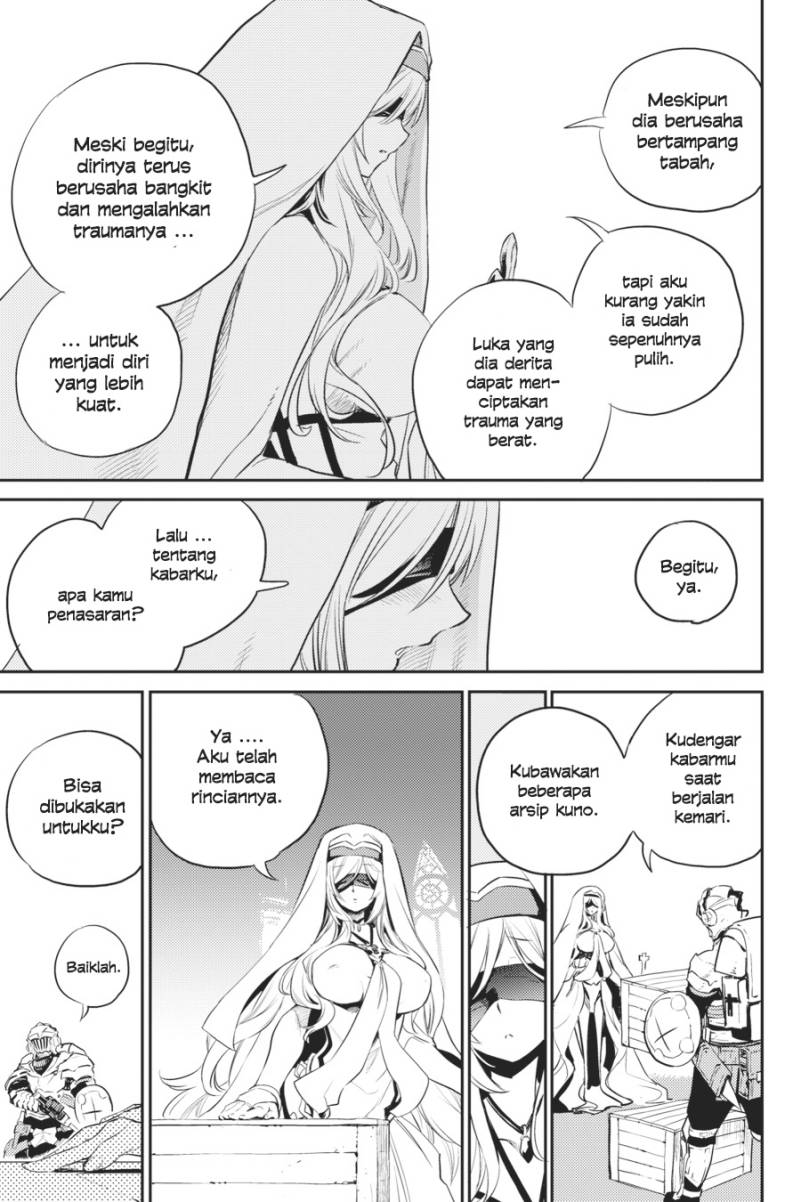 Meskipun
dia berusaha
bertampang
tabah,
tapi aku
kurang yakin
ia sudah
sepenuhnya
pulih.
Luka yang
dia derita
dapat men-
ciptakan
trauma yang
berat.
Meski begitu,
dirinya terus
berusaha bangkit
dan mengalahkan
traumanya ...
... untuk
menjadi diri
yang lebih
kuat.
Begitu,
ya.
Lalu ...
tentang
kabarku,
apa kamu
penasaran?
Kudengar
kabarmu
saat
berjalan
kemari.
Kubawakan
beberapa
arsip kuno.
Ya ....
Aku telah
membaca
rinciannya.
Bisa
dibukakan
untukku?
Baiklah.